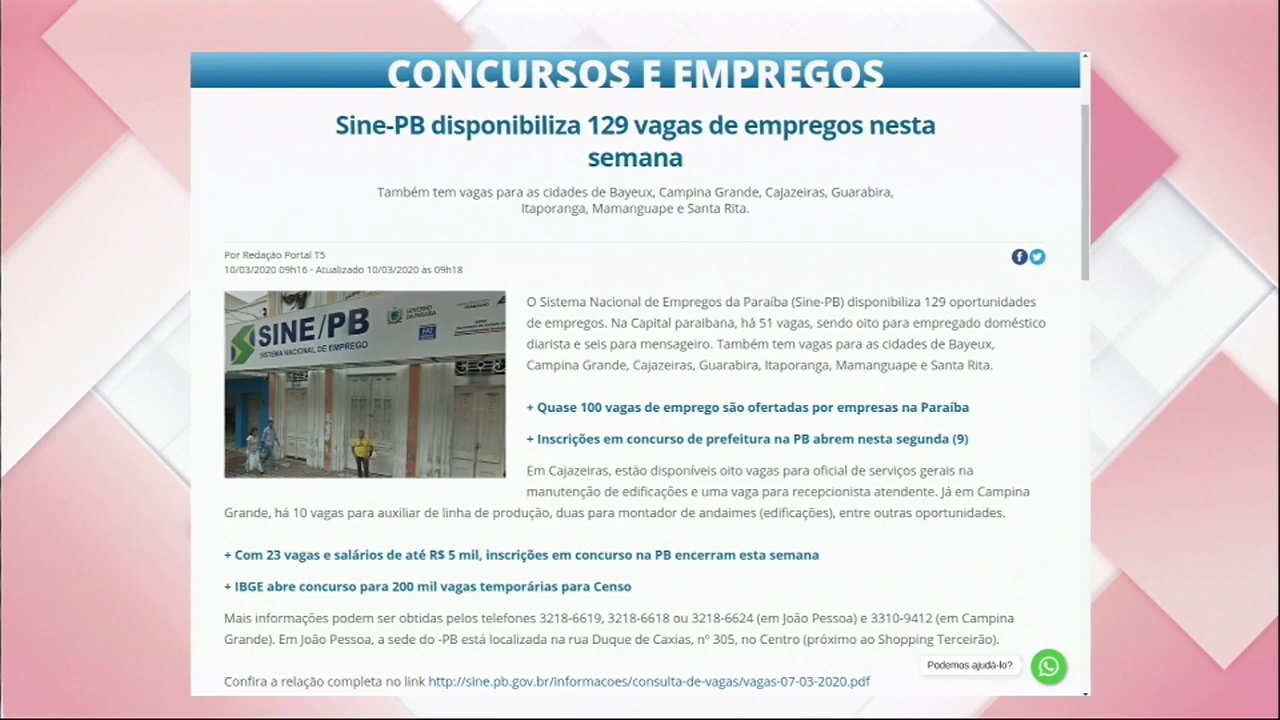 CONCURSOS E EMPREGOS
Sine-PB disponibiliza 129 vagas de empregos nesta
semana
Também tem vagas para as cidades de Bayeux, Campina Grande, Cajazeiras, Guarabira,
Itaporanga, Mamanguape e Santa Rita.
Por Redação Portal T5
10/03/2020 09h16 - Atualizado 10/03/2020 às 09h18
SINE/PB
SISTEMA NACIONAL DE EMPREGO
GOVERNO
DA PARAÍBA
O Sistema Nacional de Empregos da Paraíba (Sine-PB) disponibiliza 129 oportunidades
de empregos. Na Capital paraibana, há 51 vagas, sendo oito para empregado doméstico
diarista e seis para mensageiro. Também tem vagas para as cidades de Bayeux,
Campina Grande, Cajazeiras, Guarabira, Itaporanga, Mamanguape e Santa Rita.
+ Quase 100 vagas de emprego são ofertadas por empresas na Paraíba
+ Inscrições em concurso de prefeitura na PB abrem nesta segunda (9)
Em Cajazeiras, estão disponíveis oito vagas para oficial de serviços gerais na
manutenção de edificações e uma vaga para recepcionista atendente. Já em Campina
Grande, há 10 vagas para auxiliar de linha de produção, duas para montador de andaimes (edificações), entre outras oportunidades.
+ Com 23 vagas e salários de até R$ 5 mil, inscrições em concurso na PB encerram esta semana
+ IBGE abre concurso para 200 mil vagas temporárias para Censo
Mais informações podem ser obtidas pelos telefones 3218-6619, 3218-6618 ou 3218-6624 (em João Pessoa) e 3310-9412 (em Campina
Grande). Em João Pessoa, a sede do -PB está localizada na rua Duque de Caxias, nº 305, no Centro (próximo ao Shopping Terceirão).
Podemos ajudá-lo?
Confira a relação completa no link http://sine.pb.gov.br/informacoes/consulta-de-vagas/vagas-07-03-2020.pdf